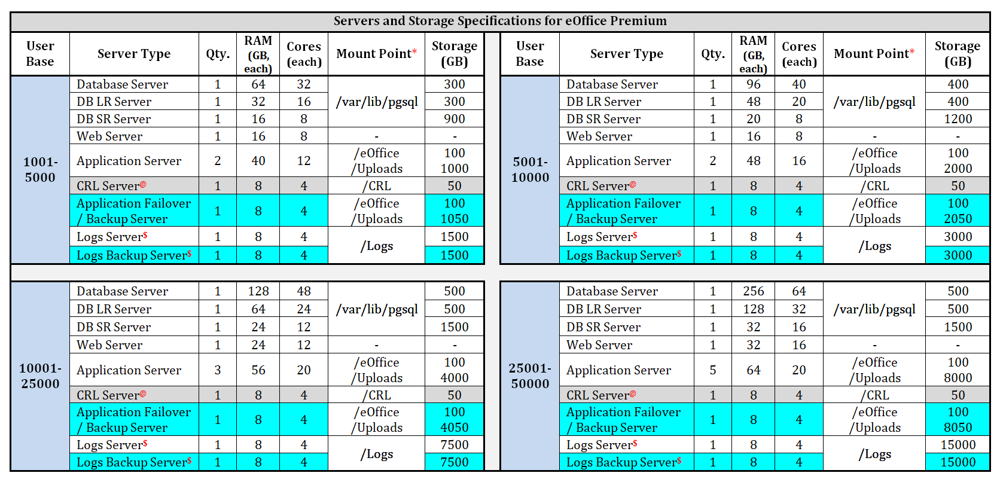 Servers and Storage Specifications for eOffice Premium
User Base | Server Type | Qty. | RAM (GB, each) | Cores (each) | Mount Point* | Storage (GB)
1001-5000
Database Server 1 64 32 /var/lib/pgsql 300
DB LR Server 1 32 16 300
DB SR Server 1 16 8 900
Web Server 1 16 8 - -
Application Server 2 40 12 /eOffice 100
/Uploads 1000
CRL Server@ 1 8 4 /CRL 50
Application Failover 1 8 4 /eOffice 100
/ Backup Server /Uploads 1050
Logs Server$ 1 8 4 /Logs 1500
Logs Backup Server$ 1 8 4 1500
User Base | Server Type | Qty. | RAM (GB, each) | Cores (each) | Mount Point* | Storage (GB)
5001-10000
Database Server 1 96 40 /var/lib/pgsql 400
DB LR Server 1 48 20 400
DB SR Server 1 20 8 1200
Web Server 1 16 8 - -
Application Server 2 48 16 /eOffice 100
/Uploads 2000
CRL Server@ 1 8 4 /CRL 50
Application Failover 1 8 4 /eOffice 100
/ Backup Server /Uploads 2050
Logs Server$ 1 8 4 /Logs 3000
Logs Backup Server$ 1 8 4 3000
10001-25000
Database Server 1 128 48 /var/lib/pgsql 500
DB LR Server 1 64 24 500
DB SR Server 1 24 12 1500
Web Server 1 24 12 - -
Application Server 3 56 20 /eOffice 100
/Uploads 4000
CRL Server@ 1 8 4 /CRL 50
Application Failover 1 8 4 /eOffice 100
/ Backup Server /Uploads 4050
Logs Server$ 1 8 4 /Logs 7500
Logs Backup Server$ 1 8 4 7500
25001-50000
Database Server 1 256 64 /var/lib/pgsql 500
DB LR Server 1 128 32 500
DB SR Server 1 32 16 1500
Web Server 1 32 16 - -
Application Server 5 64 20 /eOffice 100
/Uploads 8000
CRL Server@ 1 8 4 /CRL 50
Application Failover 1 8 4 /eOffice 100
/ Backup Server /Uploads 8050
Logs Server$ 1 8 4 /Logs 15000
Logs Backup Server$ 1 8 4 15000